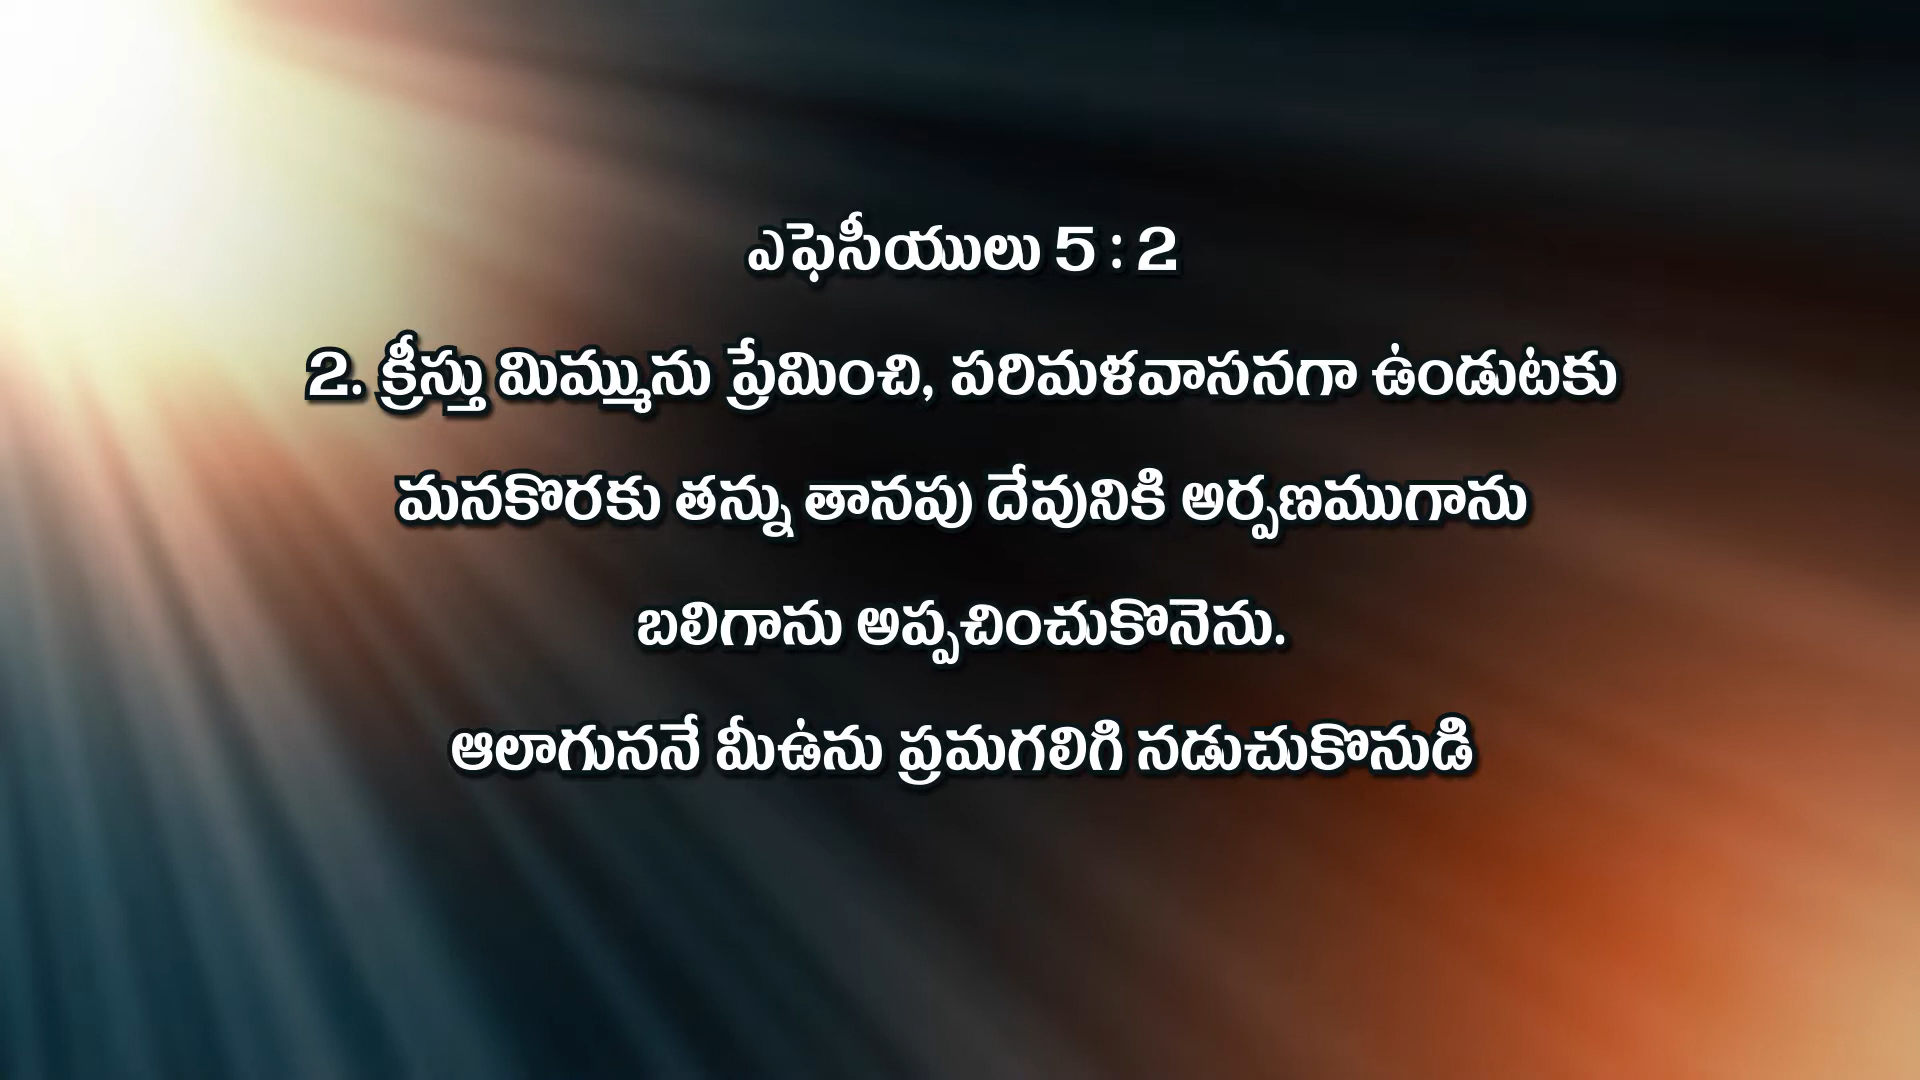 ఎఫెసీయులు 5 : 2
2. క్రీస్తు మిమ్మును ప్రేమించి, పరిమళవాసనగా ఉండుటకు
మనకొరకు తన్ను తానపు దేవునికి అర్పణముగాను
బలిగాను అప్పచించుకొనెను.
ఆలాగుననే మీఉను ప్రమగలిగి నడుచుకొనుడి